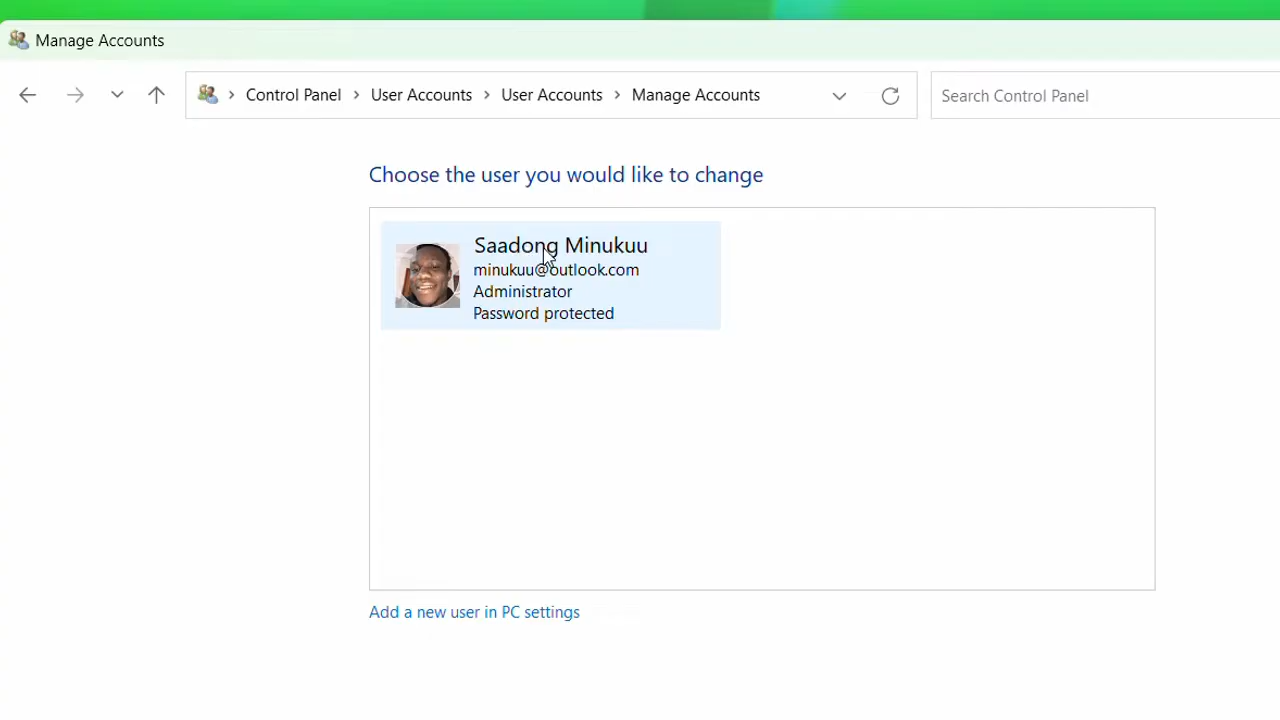 Manage Accounts
Control Panel > User Accounts > User Accounts > Manage Accounts
Search Control Panel
Choose the user you would like to change
Saadong Minukuu
minukuu@outlook.com
Administrator
Password protected
Add a new user in PC settings